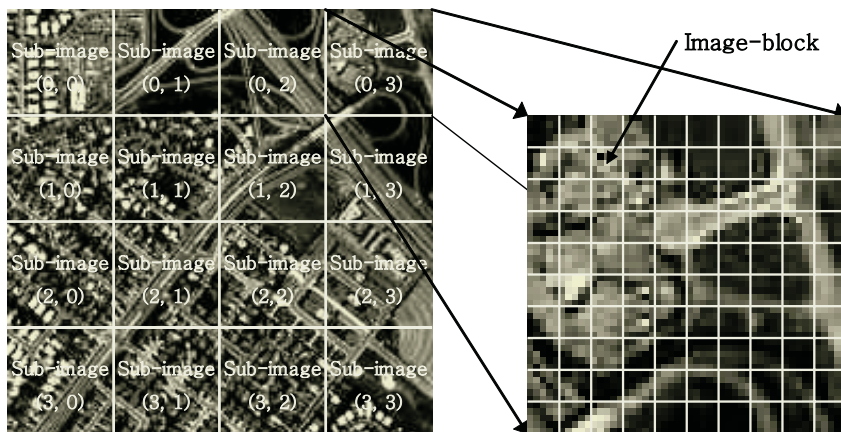 Image-block
Sub-image Sub-image Sub-image Sub-image
(0, 0) (0, 1) (0, 2) (0, 3)
Sub-image Sub-image Sub-image Sub-image
(1,0) (1, 1) (1, 2) (1, 3)
Sub-image Sub-image Sub-image Sub-image
(2, 0) (2, 1) (2,2) (2, 3)
Sub-image Sub-image Sub-image Sub-image
(3, 0) (3, 1) (3, 2) (3, 3)